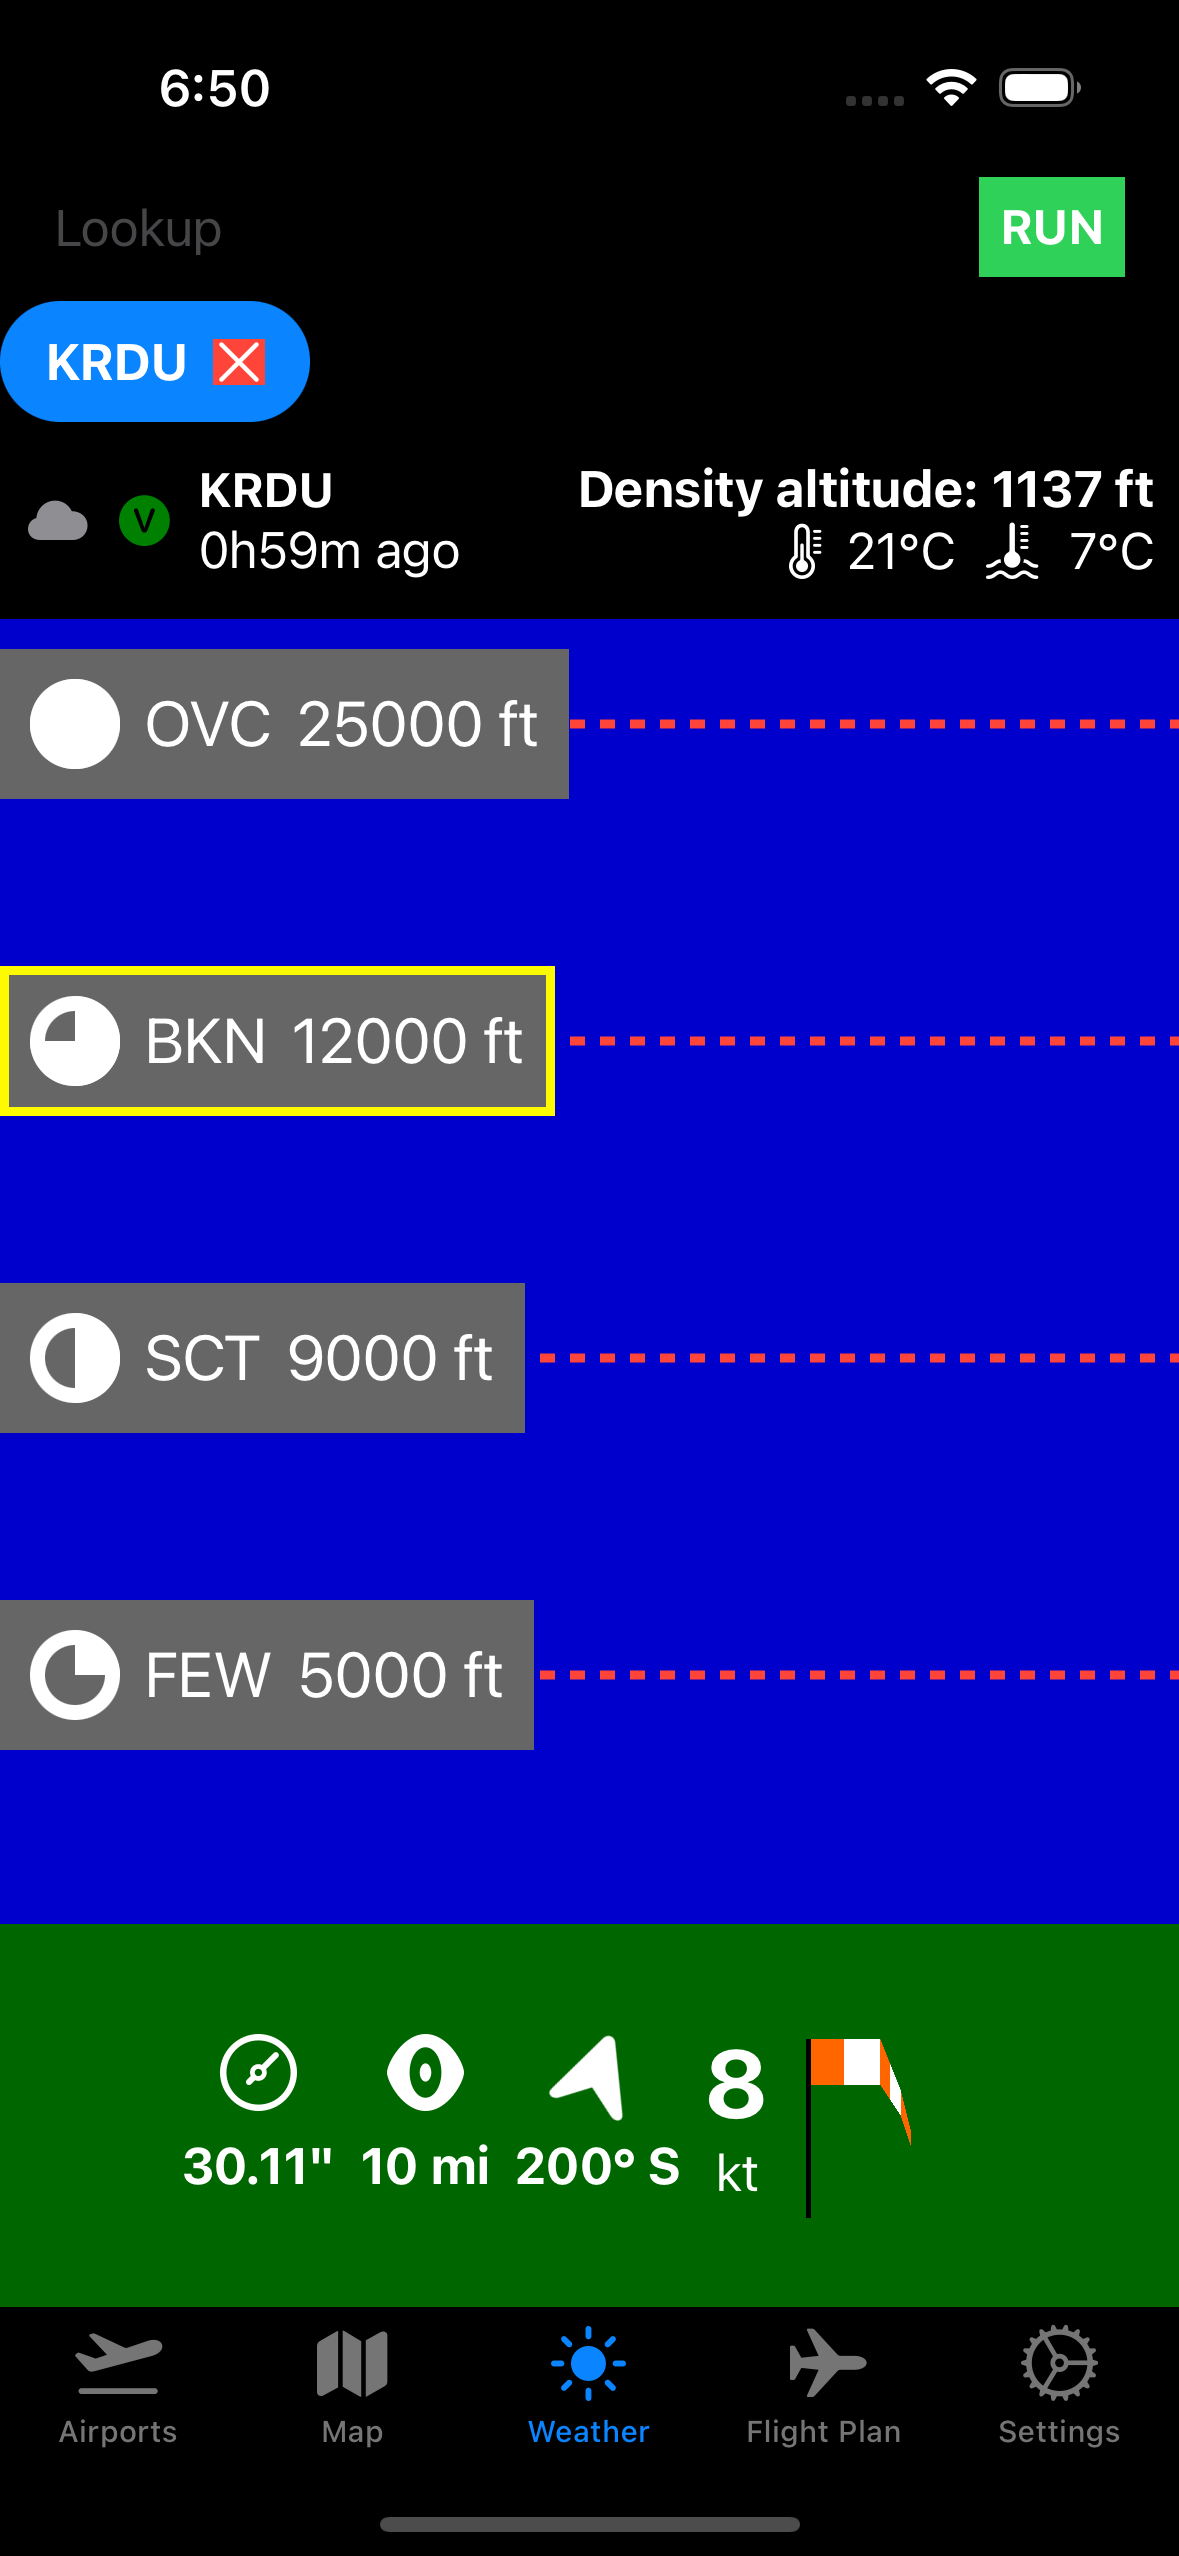 6:50
Lookup
RUN
KRDU
KRDU
0h59m ago
Density altitude: 1137 ft
21°C 7°C
V
OVC 25000 ft
BKN 12000 ft
SCT 9000 ft
FEW 5000 ft
30.11" 10 mi 200° S
8
kt
Airports Map Weather Flight Plan Settings